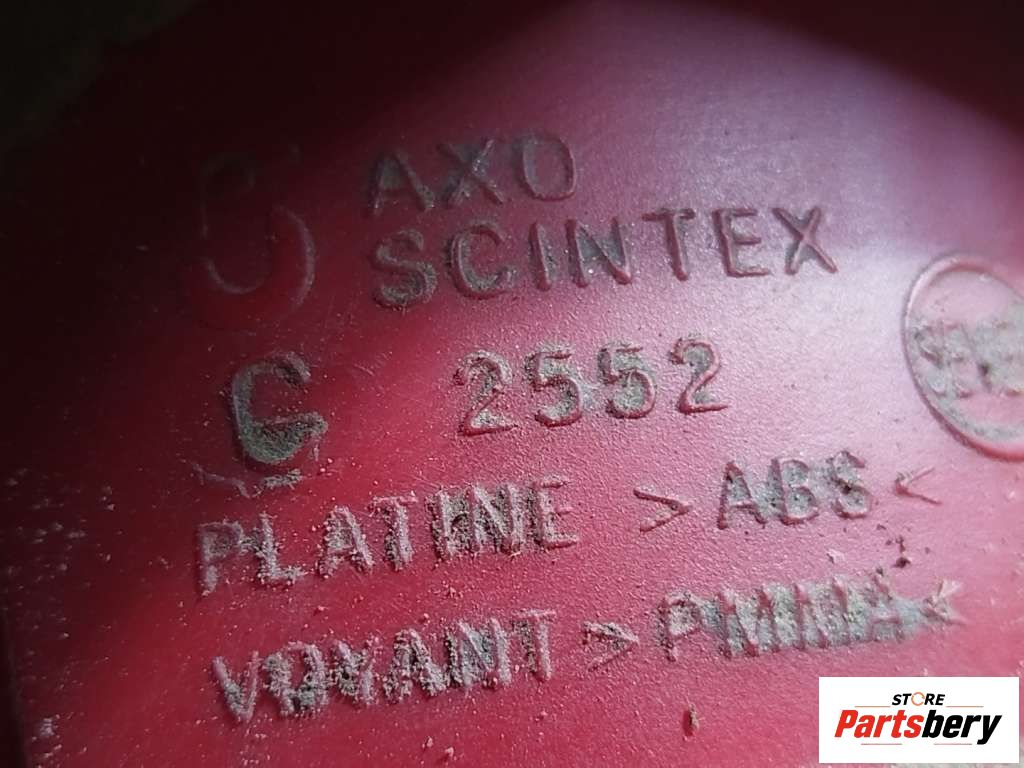 AXO
SCINTEX
G 2552
PLATINE >ABS<
VOYANT >PMMA<
STORE
Partsbery